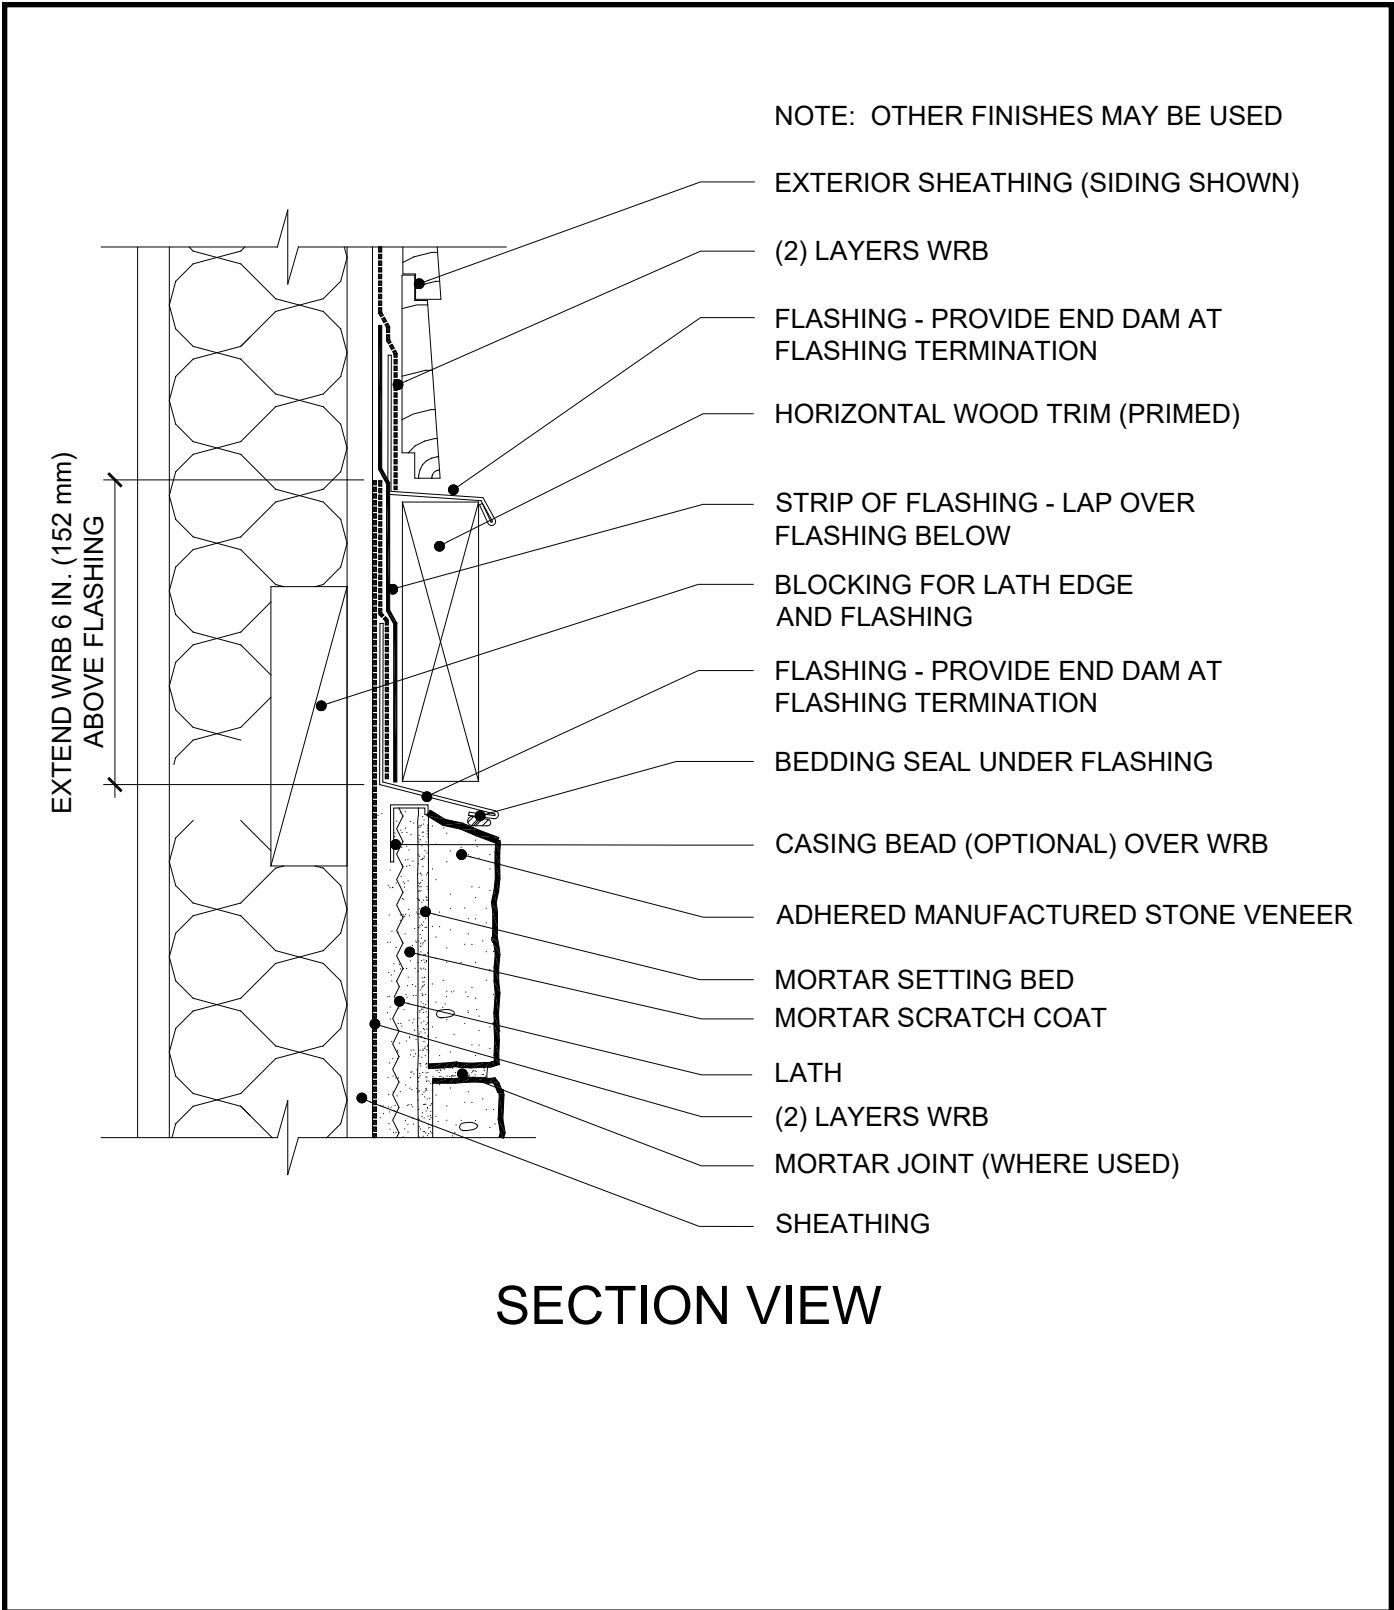 NOTE: OTHER FINISHES MAY BE USED
EXTERIOR SHEATHING (SIDING SHOWN)
(2) LAYERS WRB
FLASHING - PROVIDE END DAM AT
FLASHING TERMINATION
HORIZONTAL WOOD TRIM (PRIMED)
STRIP OF FLASHING - LAP OVER
FLASHING BELOW
BLOCKING FOR LATH EDGE
AND FLASHING
FLASHING - PROVIDE END DAM AT
FLASHING TERMINATION
BEDDING SEAL UNDER FLASHING
CASING BEAD (OPTIONAL) OVER WRB
ADHERED MANUFACTURED STONE VENEER
MORTAR SETTING BED
MORTAR SCRATCH COAT
LATH
(2) LAYERS WRB
MORTAR JOINT (WHERE USED)
SHEATHING
EXTEND WRB 6 IN. (152 mm)
ABOVE FLASHING
SECTION VIEW